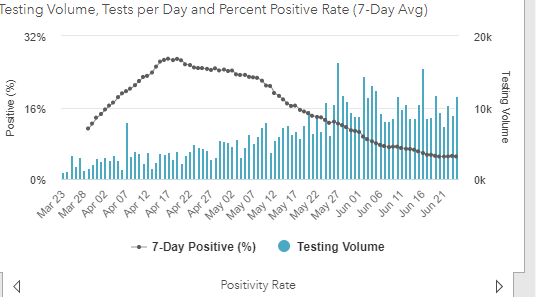 Testing Volume, Tests per Day and Percent Positive Rate (7-Day Avg)
32%
20k
16%
10k
0%
0k
Positive (%)
Testing Volume
Mar 23 Mar 28 Apr 02 Apr 07 Apr 12 Apr 17 Apr 22 Apr 27 May 02 May 07 May 12 May 17 May 22 May 27 Jun 01 Jun 06 Jun 11 Jun 16 Jun 21
7-Day Positive (%) Testing Volume
Positivity Rate